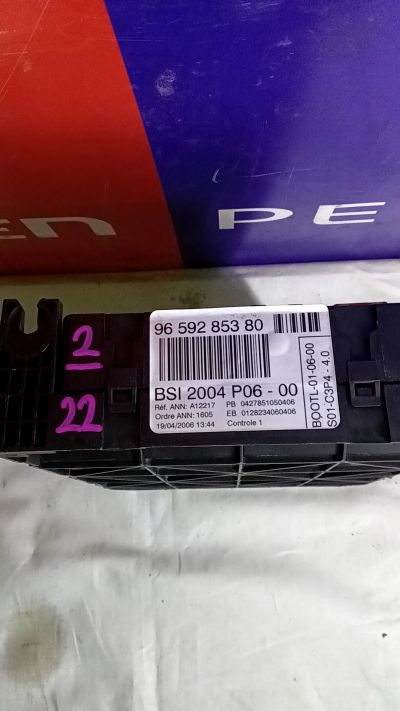 EN PE
96 592 853 80
BSI 2004 P06 - 00
Réf. ANN: A12217 PB 0427851050406
Ordre ANN: 1605 EB 0128234060406
19/04/2006 13:44 Controle 1
BOOTL-01-06-00
S01-C3P4 - 4.0
2
22